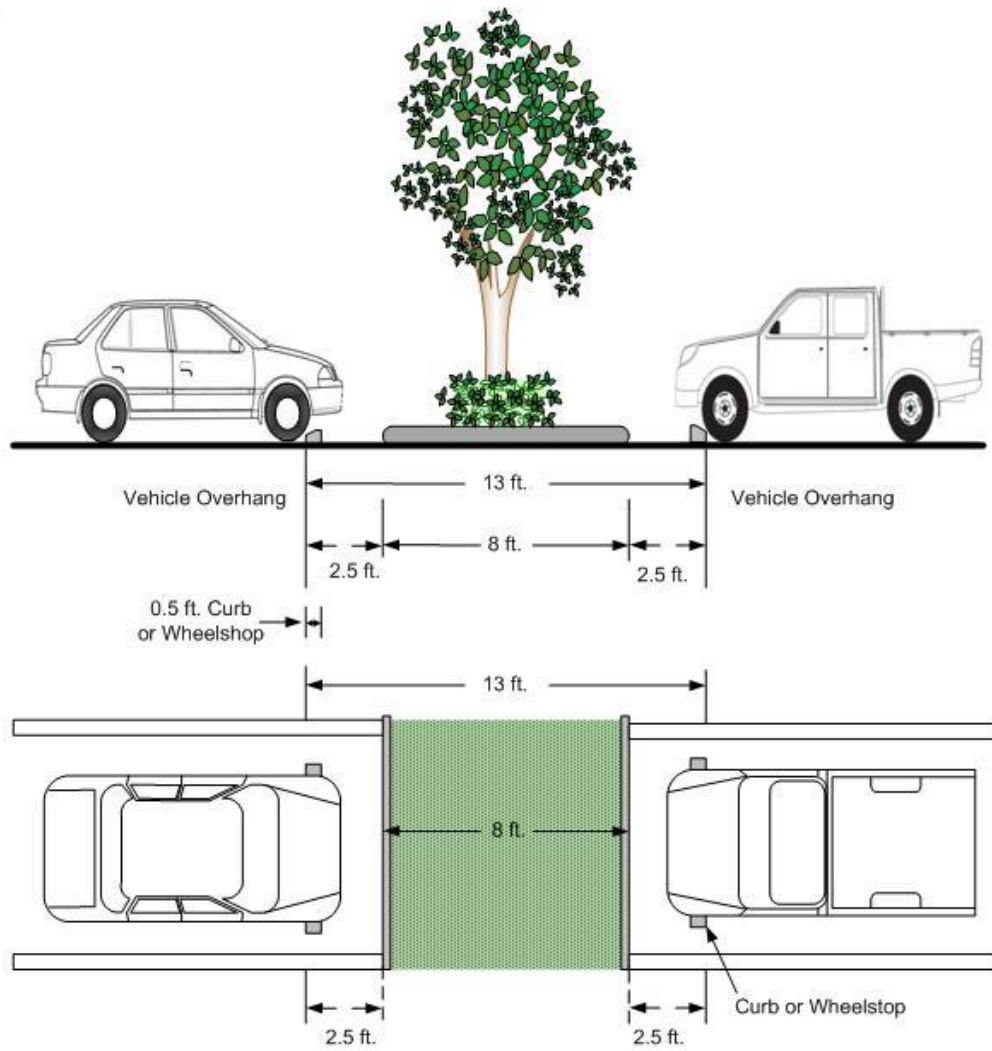 13 ft.
Vehicle Overhang
Vehicle Overhang
8 ft.
2.5 ft.
2.5 ft.
0.5 ft. Curb
or Wheelshop
13 ft.
8 ft.
Curb or Wheelstop
2.5 ft.
2.5 ft.